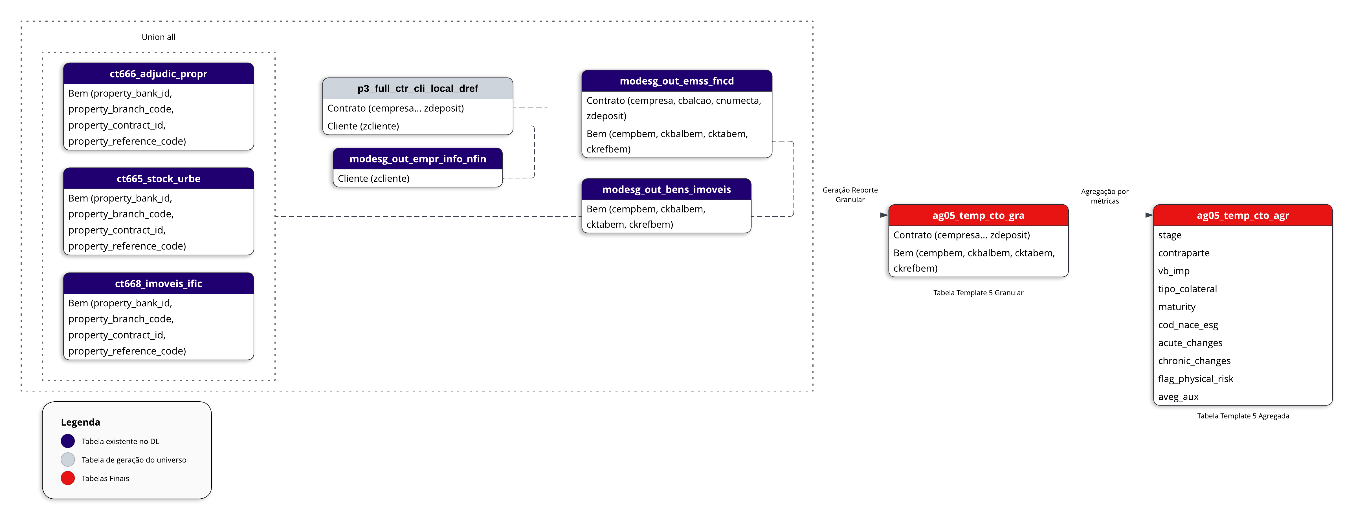 Union all
ct666_adjudic_propr
Bem (property_bank_id,
property_branch_code,
property_contract_id,
property_reference_code)
ct665_stock_urbe
Bem (property_bank_id,
property_branch_code,
property_contract_id,
property_reference_code)
ct668_imoveis_ific
Bem (property_bank_id,
property_branch_code,
property_contract_id,
property_reference_code)
p3_full_ctr_cli_local_dref
Contrato (cempresa... zdeposit)
Cliente (zcliente)
modesg_out_empr_info_nfin
Cliente (zcliente)
modesg_out_emss_fncd
Contrato (cempresa, cbalcao, cnumecta,
zdeposit)
Bem (cempbem, ckbalbem, cktabem,
ckrefbem)
modesg_out_bens_imoveis
Bem (cempbem, ckbalbem,
cktabem, ckrefbem)
Geração Reporte
Granular
ag05_temp_cto_gra
Contrato (cempresa... zdeposit)
Bem (cempbem, ckbalbem, cktabem,
ckrefbem)
Tabela Template 5 Granular
Agregação por
métricas
ag05_temp_cto_agr
stage
contraparte
vb_imp
tipo_colateral
maturity
cod_nace_esg
acute_changes
chronic_changes
flag_physical_risk
aveg_aux
Tabela Template 5 Agregada
Legenda
Tabela existente no DL
Tabela de geração do universo
Tabelas Finais